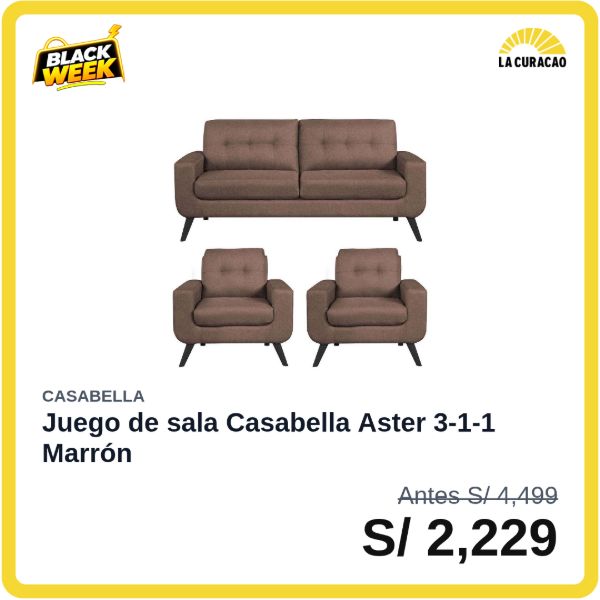 BLACK
WEEK
LA CURACAO
CASABELLA
Juego de sala Casabella Aster 3-1-1
Marrón
Antes S/ 4,499
S/ 2,229